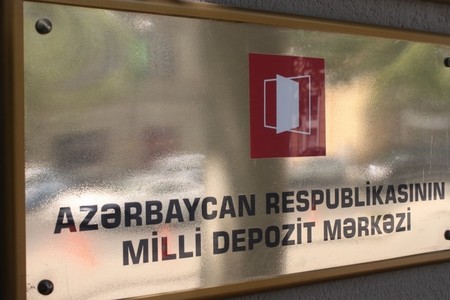 AZƏRBAYCAN RESPUBLİKASININ
MİLLİ DEPOZİT MƏRKƏZİ